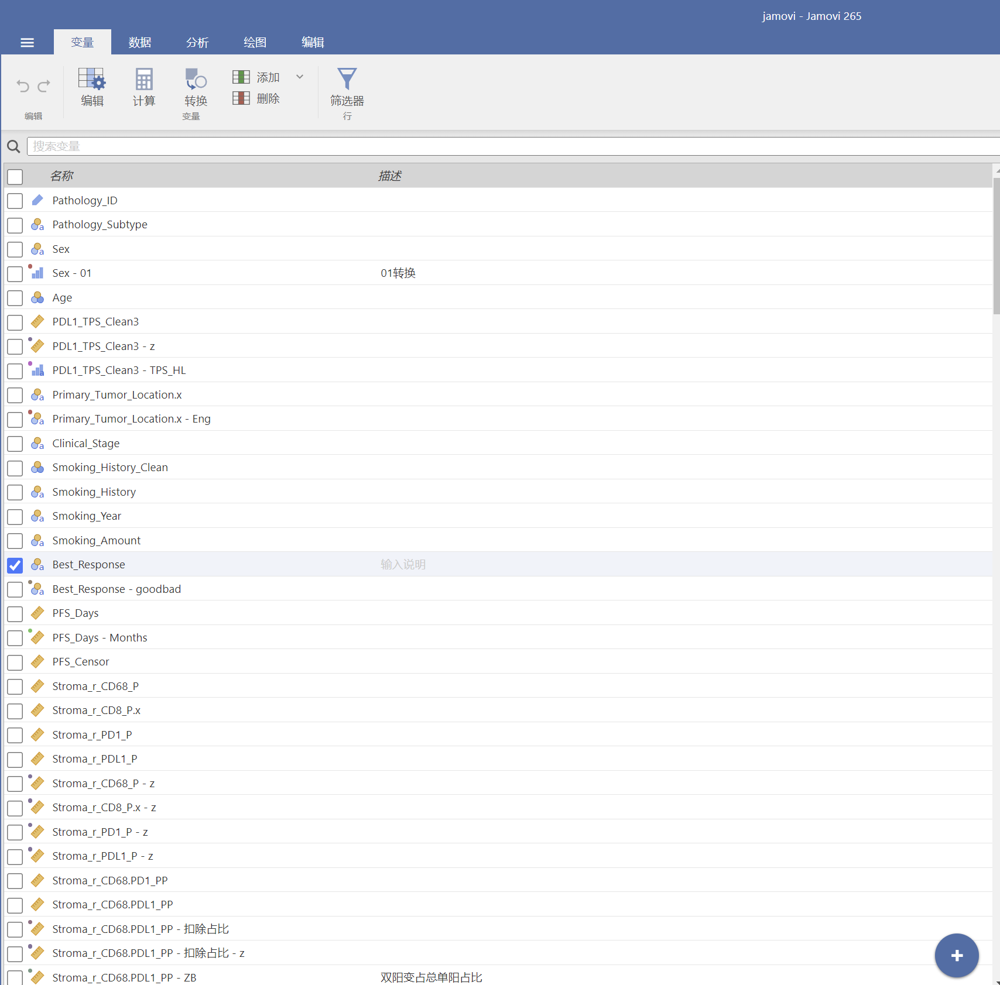 jamovi - Jamovi 265
变量 数据 分析 绘图 编辑
编辑 计算 转换 添加 删除 筛选器
编辑 变量 行
搜索变量
名称 描述
Pathology_ID
Pathology_Subtype
Sex
Sex - 01 01转换
Age
PDL1_TPS_Clean3
PDL1_TPS_Clean3 - z
PDL1_TPS_Clean3 - TPS_HL
Primary_Tumor_Location.x
Primary_Tumor_Location.x - Eng
Clinical_Stage
Smoking_History_Clean
Smoking_History
Smoking_Year
Smoking_Amount
Best_Response 输入说明
Best_Response - goodbad
PFS_Days
PFS_Days - Months
PFS_Censor
Stroma_r_CD68_P
Stroma_r_CD8_P.x
Stroma_r_PD1_P
Stroma_r_PDL1_P
Stroma_r_CD68_P - z
Stroma_r_CD8_P.x - z
Stroma_r_PD1_P - z
Stroma_r_PDL1_P - z
Stroma_r_CD68.PD1_PP
Stroma_r_CD68.PDL1_PP
Stroma_r_CD68.PDL1_PP - 扣除占比
Stroma_r_CD68.PDL1_PP - 扣除占比 - z
Stroma_r_CD68.PDL1_PP - ZB 双阳变占总单阳占比